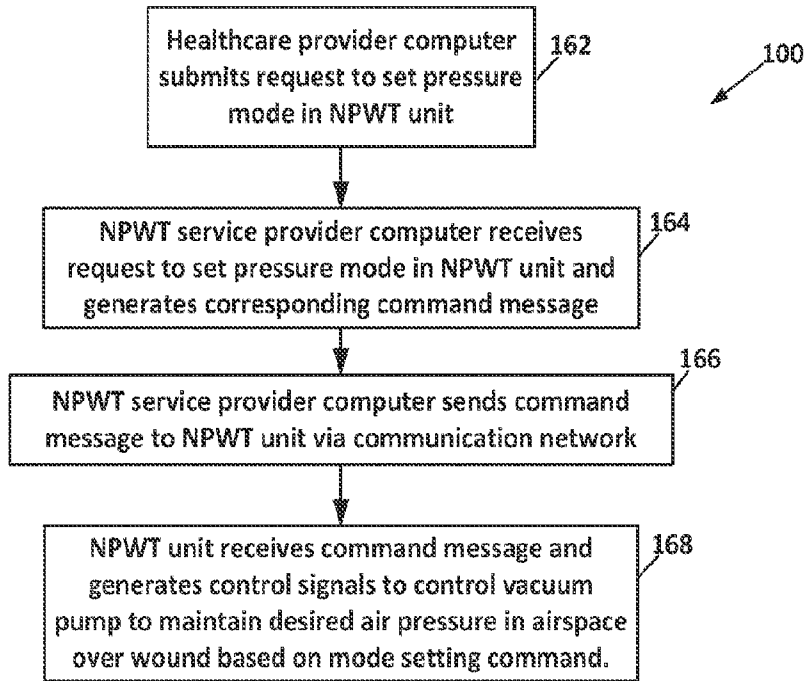 Healthcare provider computer
submits request to set pressure
mode in NPWT unit
162
100
NPWT service provider computer receives
request to set pressure mode in NPWT unit and
generates corresponding command message
164
NPWT service provider computer sends command
message to NPWT unit via communication network
166
NPWT unit receives command message and
generates control signals to control vacuum
pump to maintain desired air pressure in airspace
over wound based on mode setting command.
168